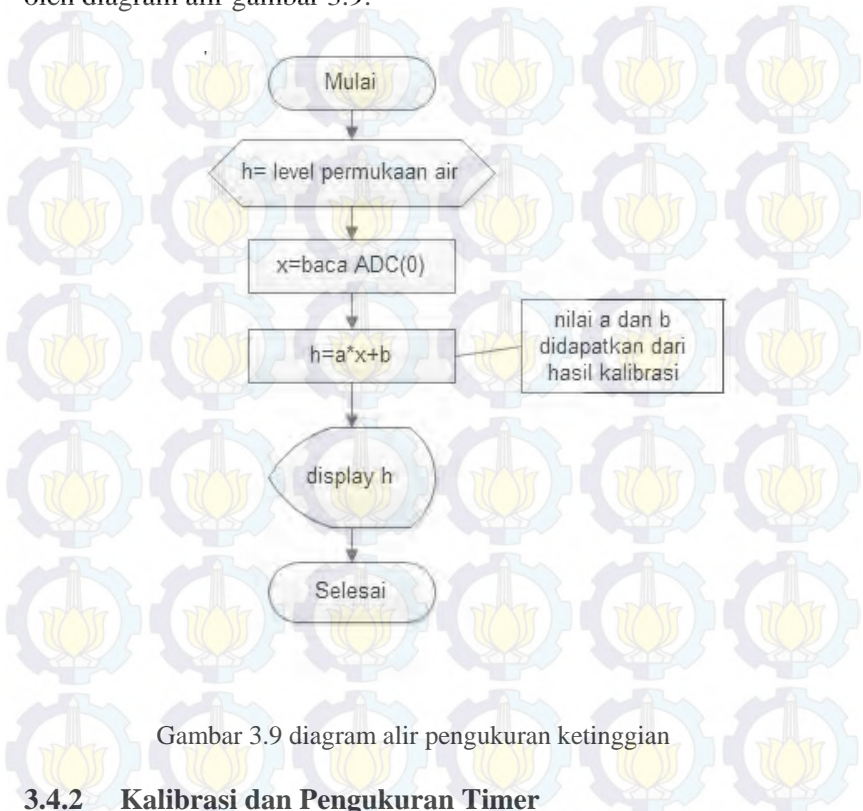 oleh diagram alir gambar 3.9.
Mulai
h= level permukaan air
x=baca ADC(0)
h=a*x+b
nilai a dan b
didapatkan dari
hasil kalibrasi
display h
Selesai
Gambar 3.9 diagram alir pengukuran ketinggian
3.4.2 Kalibrasi dan Pengukuran Timer